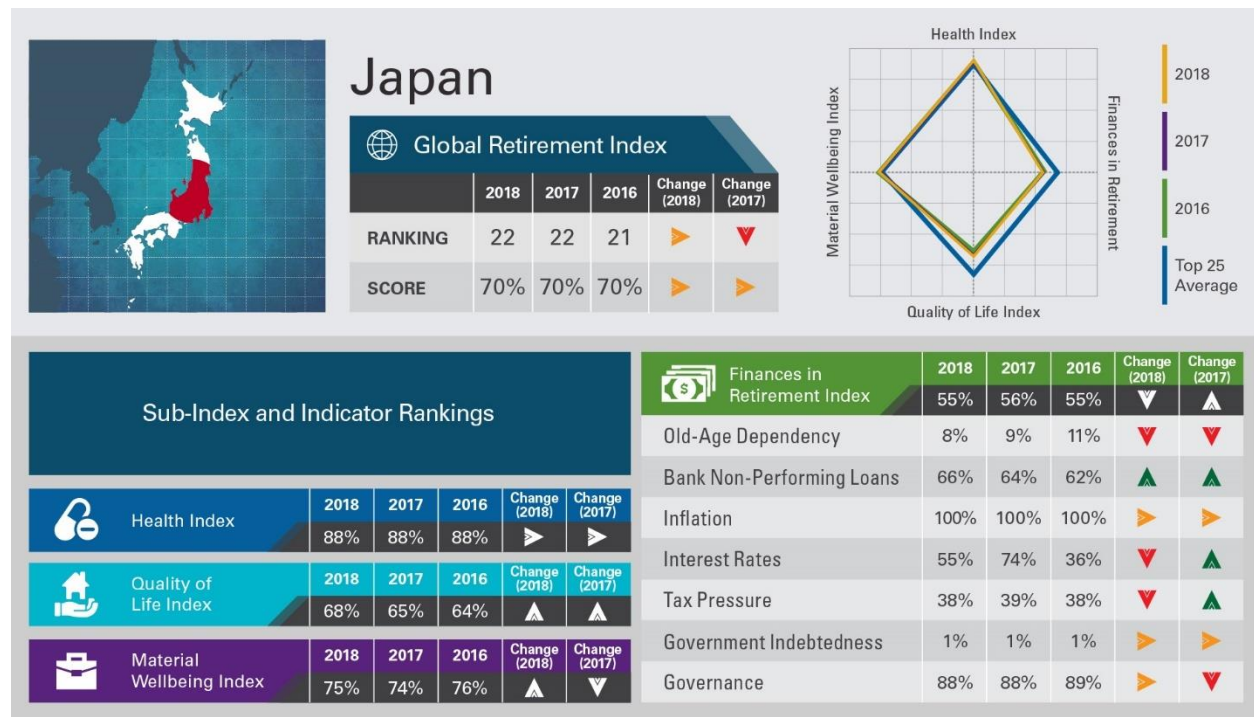 Japan
Global Retirement Index
2018 2017 2016 Change (2018) Change (2017)
RANKING 22 22 21
SCORE 70% 70% 70%
Health Index
Material Wellbeing Index
Finances in Retirement
Quality of Life Index
2018
2017
2016
Top 25
Average
Sub-Index and Indicator Rankings
Health Index
2018 2017 2016 Change (2018) Change (2017)
88% 88% 88%
Quality of
Life Index
2018 2017 2016 Change (2018) Change (2017)
68% 65% 64%
Material
Wellbeing Index
2018 2017 2016 Change (2018) Change (2017)
75% 74% 76%
$
Finances in
Retirement Index
2018 2017 2016 Change (2018) Change (2017)
55% 56% 55%
Old-Age Dependency 8% 9% 11%
Bank Non-Performing Loans 66% 64% 62%
Inflation 100% 100% 100%
Interest Rates 55% 74% 36%
Tax Pressure 38% 39% 38%
Government Indebtedness 1% 1% 1%
Governance 88% 88% 89%